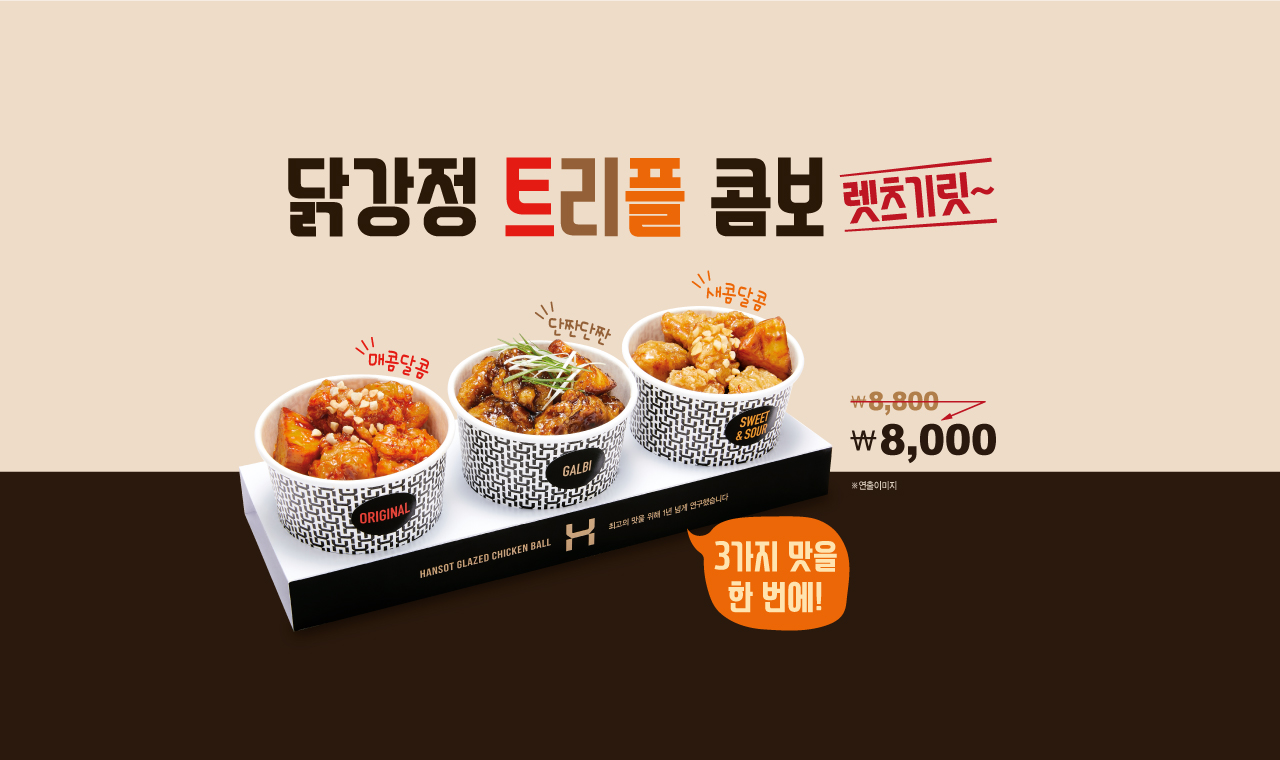 닭강정 트리플 콤보 렛츠기릿~
새콤달콤
단짠단짠
매콤달콤
₩8,800
₩8,000
※연출이미지
SWEET
& SOUR
GALBI
ORIGINAL
HANSOT GLAZED CHICKEN BALL
최고의 맛을 위해 1년 넘게 연구했습니다
3가지 맛을
한 번에!